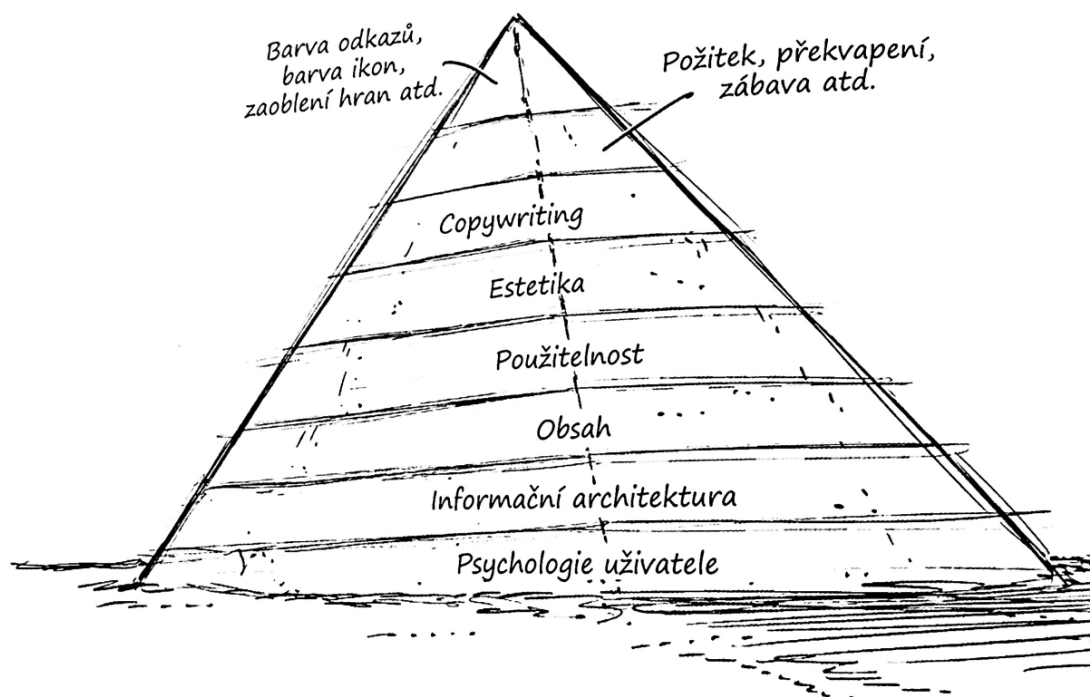 Barva odkazů,
barva ikon,
zaoblení hran atd.
Požitek, překvapení,
zábava atd.
Copywriting
Estetika
Použitelnost
Obsah
Informační architektura
Psychologie uživatele